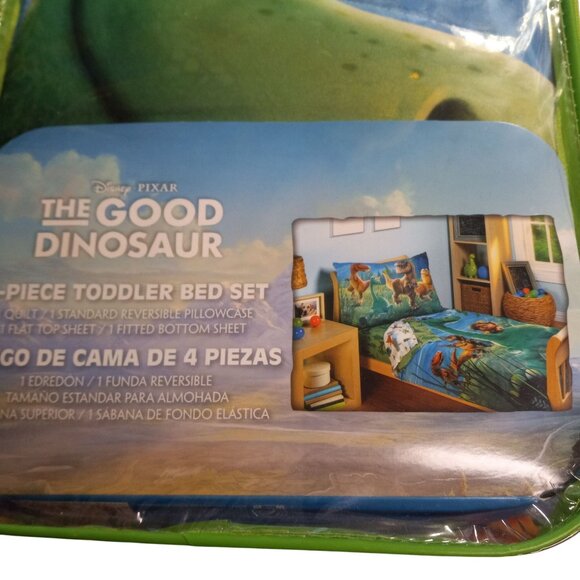 Disney PIXAR
THE GOOD
DINOSAUR
-PIECE TODDLER BED SET
QUILT / 1 STANDARD REVERSIBLE PILLOWCASE
1 FLAT TOP SHEET / 1 FITTED BOTTOM SHEET
GO DE CAMA DE 4 PIEZAS
1 EDREDÓN / 1 FUNDA REVERSIBLE
TAMAÑO ESTANDAR PARA ALMOHADA
NA SUPERIOR / 1 SÁBANA DE FONDO ELÁSTICA